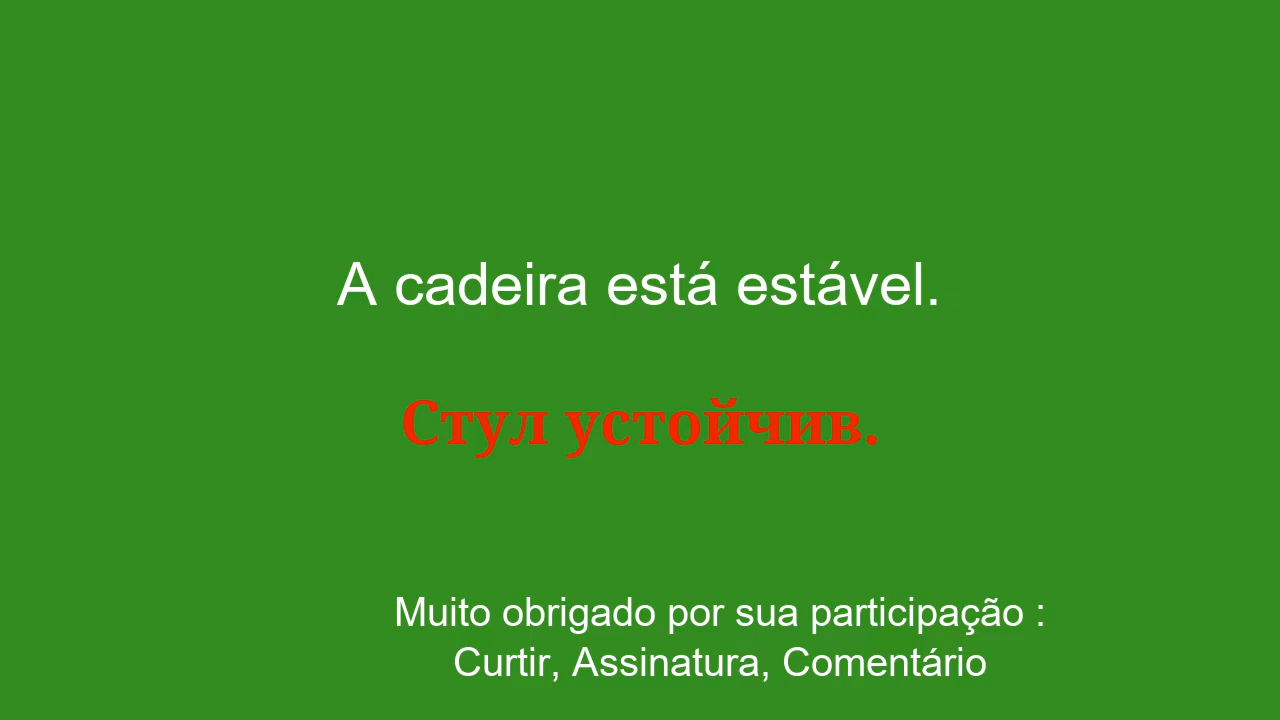 A cadeira está estável.
Стул устойчив.
Muito obrigado por sua participação :
Curtir, Assinatura, Comentário